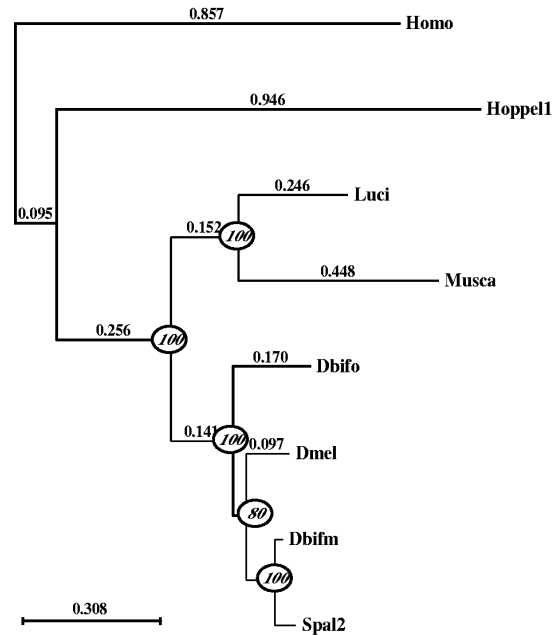 0.857
Homo
0.946
Hoppel1
0.246
Luci
0.095
0.152
100
0.448
Musca
0.256
100
0.170
Dbifo
0.141
100
0.097
Dmel
80
Dbifm
100
0.308
Spal2